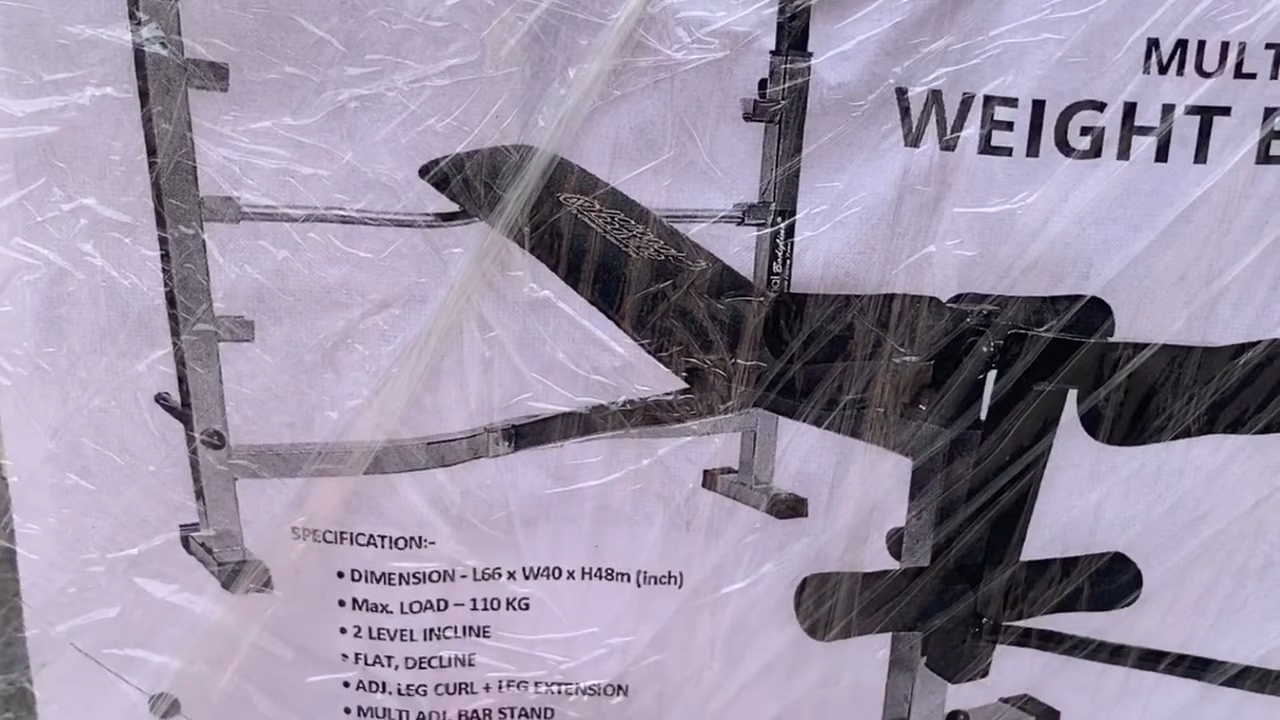 MULT
WEIGHT B
SPECIFICATION:-
• DIMENSION - L66 x W40 x H48m (inch)
• Max. LOAD – 110 KG
• 2 LEVEL INCLINE
• FLAT, DECLINE
• ADJ. LEG CURL + LEG EXTENSION
• MULTI ADJ. BAR STAND